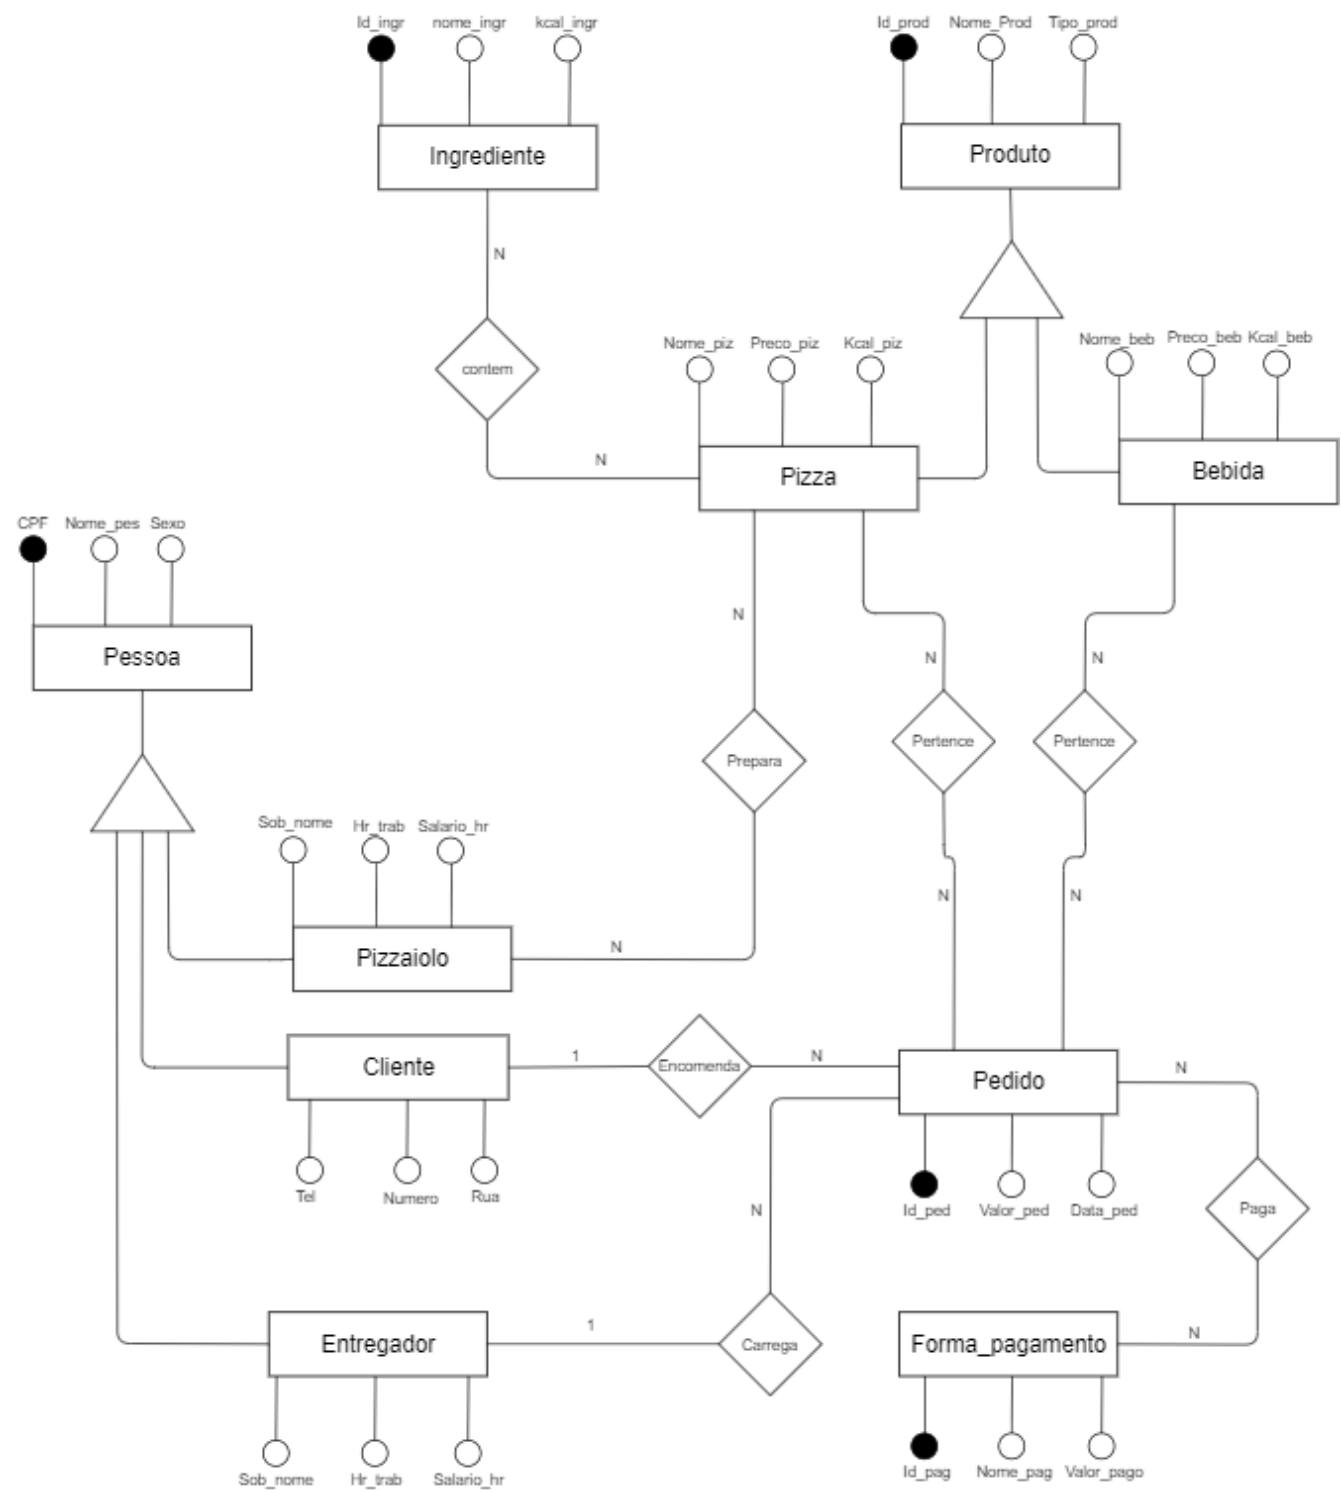 Id_ingr nome_ingr kcal_ingr
Id_prod Nome_Prod Tipo_prod
Ingrediente
Produto
N
contem
Nome_piz Preco_piz Kcal_piz
Nome_beb Preco_beb Kcal_beb
N
Pizza
Bebida
CPF Nome_pes Sexo
Pessoa
N
N
N
Prepara
Pertence
Pertence
Sob_nome Hr_trab Salario_hr
N
N
Pizzaiolo
N
Cliente
1
Encomenda
N
Pedido
N
Tel Numero Rua
N
Id_ped Valor_ped Data_ped
Paga
Entregador
1
Carrega
Forma_pagamento
N
Sob_nome Hr_trab Salario_hr
Id_pag Nome_pag Valor_pago